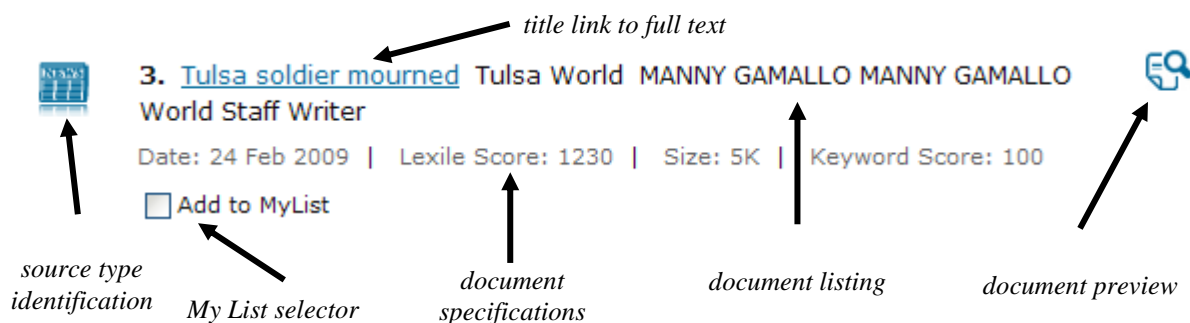 title link to full text
3. Tulsa soldier mourned Tulsa World MANNY GAMALLO MANNY GAMALLO
World Staff Writer
Date: 24 Feb 2009 | Lexile Score: 1230 | Size: 5K | Keyword Score: 100
Add to MyList
source type
identification
My List selector
document
specifications
document listing
document preview